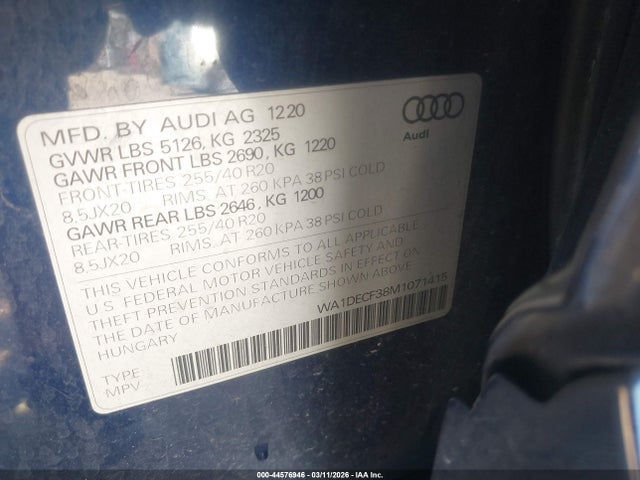 MFD. BY AUDI AG 1220
GVWR LBS 5126, KG 2325
GAWR FRONT LBS 2690, KG 1220
FRONT-TIRES 255/40 R20
8,5JX20 RIMS, AT 260 KPA 38 PSI COLD
GAWR REAR LBS 2646, KG 1200
REAR-TIRES 255/40 R20
8,5JX20 RIMS, AT 260 KPA 38 PSI COLD
THIS VEHICLE CONFORMS TO ALL APPLICABLE
U.S. FEDERAL MOTOR VEHICLE SAFETY AND
THEFT PREVENTION STANDARDS IN EFFECT ON
THE DATE OF MANUFACTURE SHOWN ABOVE
HUNGARY
WA1DECF38M1071415
TYPE
MPV
Audi
000-44576946 - 03/11/2026 - IAA Inc.